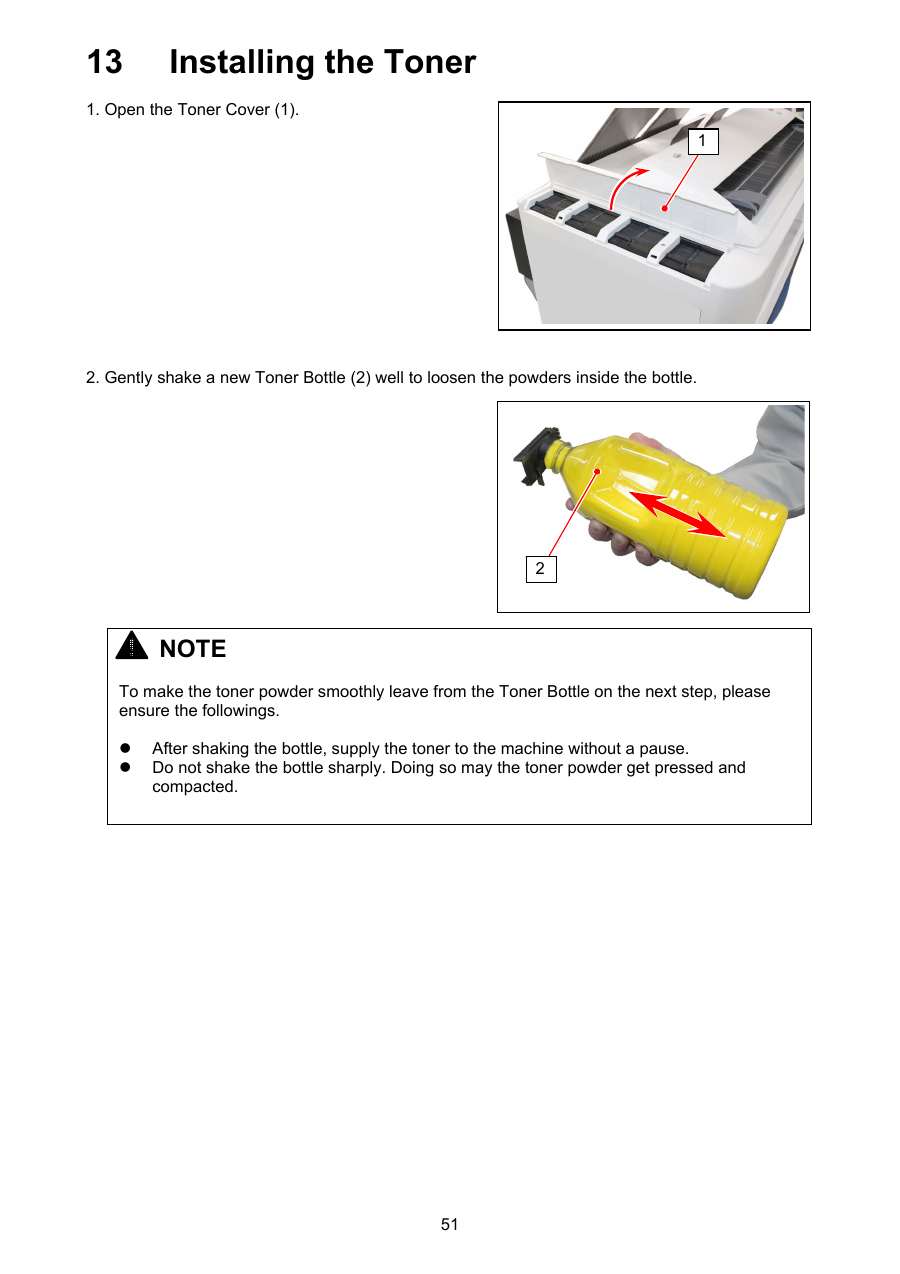 13 Installing the Toner
1. Open the Toner Cover (1).
1
2. Gently shake a new Toner Bottle (2) well to loosen the powders inside the bottle.
2
NOTE
To make the toner powder smoothly leave from the Toner Bottle on the next step, please
ensure the followings.
● After shaking the bottle, supply the toner to the machine without a pause.
● Do not shake the bottle sharply. Doing so may the toner powder get pressed and
compacted.
51